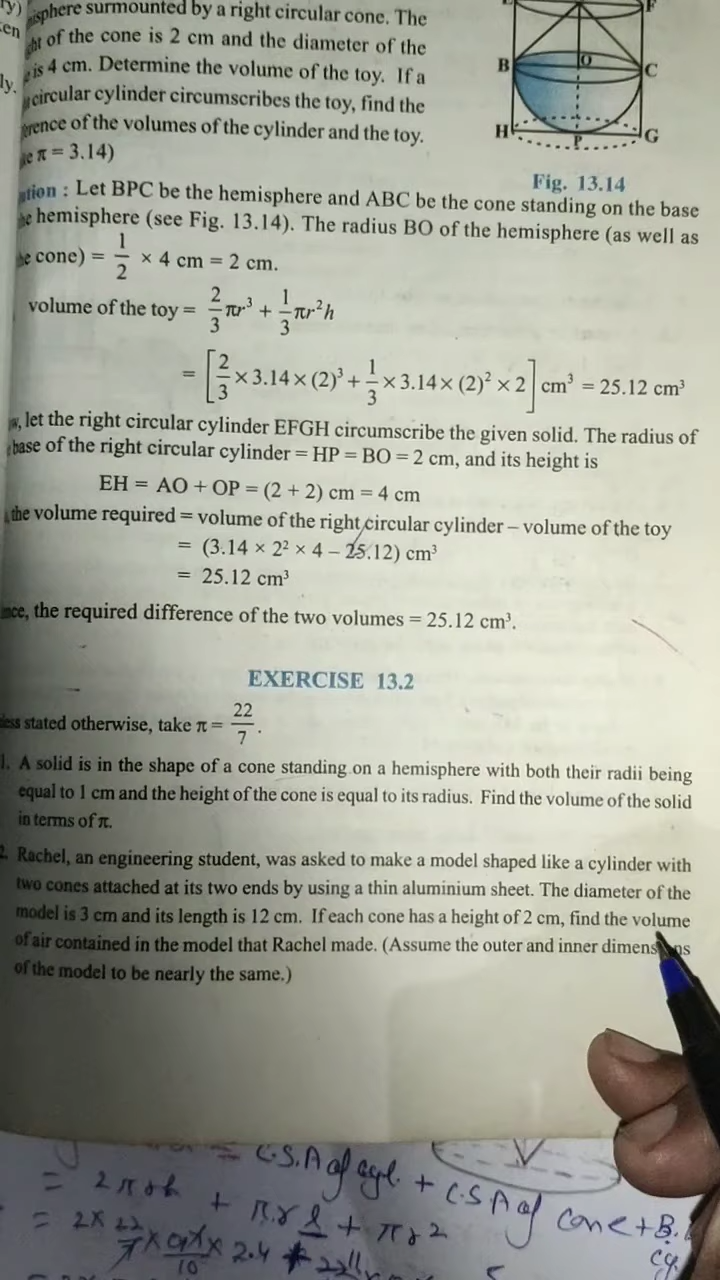 surmounted by a right circular cone. The
of the cone is 2 cm and the diameter of the
is 4 cm. Determine the volume of the toy. If a
circular cylinder circumscribes the toy, find the
of the volumes of the cylinder and the toy.
π = 3.14)
F
B O C
H P G
Fig. 13.14
: Let BPC be the hemisphere and ABC be the cone standing on the base
hemisphere (see Fig. 13.14). The radius BO of the hemisphere (as well as
cone) = 1/2 × 4 cm = 2 cm.
volume of the toy = 2/3 πr³ + 1/3 πr²h
= [2/3 × 3.14 × (2)³ + 1/3 × 3.14 × (2)² × 2] cm³ = 25.12 cm³
let the right circular cylinder EFGH circumscribe the given solid. The radius of
base of the right circular cylinder = HP = BO = 2 cm, and its height is
EH = AO + OP = (2 + 2) cm = 4 cm
the volume required = volume of the right circular cylinder – volume of the toy
= (3.14 × 2² × 4 – 25.12) cm³
= 25.12 cm³
the required difference of the two volumes = 25.12 cm³.
EXERCISE 13.2
stated otherwise, take π = 22/7.
1. A solid is in the shape of a cone standing on a hemisphere with both their radii being
equal to 1 cm and the height of the cone is equal to its radius. Find the volume of the solid
in terms of π.
2. Rachel, an engineering student, was asked to make a model shaped like a cylinder with
two cones attached at its two ends by using a thin aluminium sheet. The diameter of the
model is 3 cm and its length is 12 cm. If each cone has a height of 2 cm, find the volume
of air contained in the model that Rachel made. (Assume the outer and inner
of the model to be nearly the same.)
= C.S.A of cyl. + C.S.A of cone + B.
= 2πrh + π.r l + πr2
= 2 × 22/7 × × 2.4 +